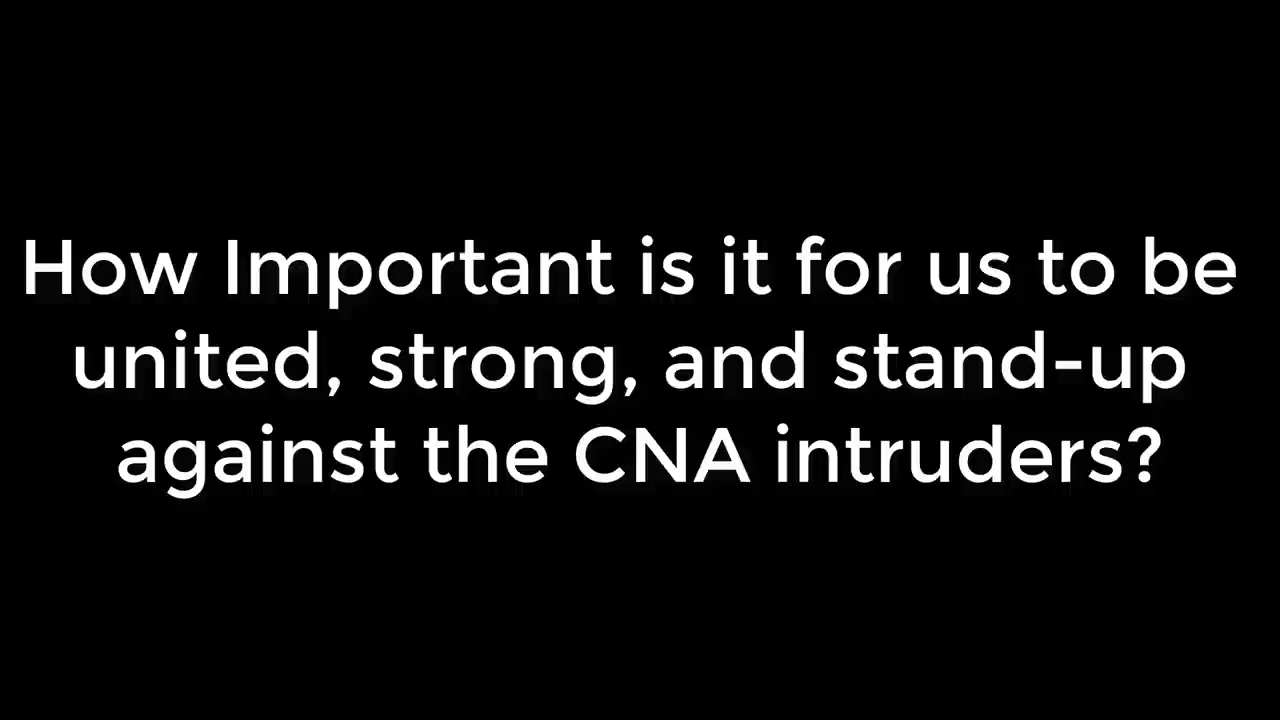 How Important is it for us to be
united, strong, and stand-up
against the CNA intruders?